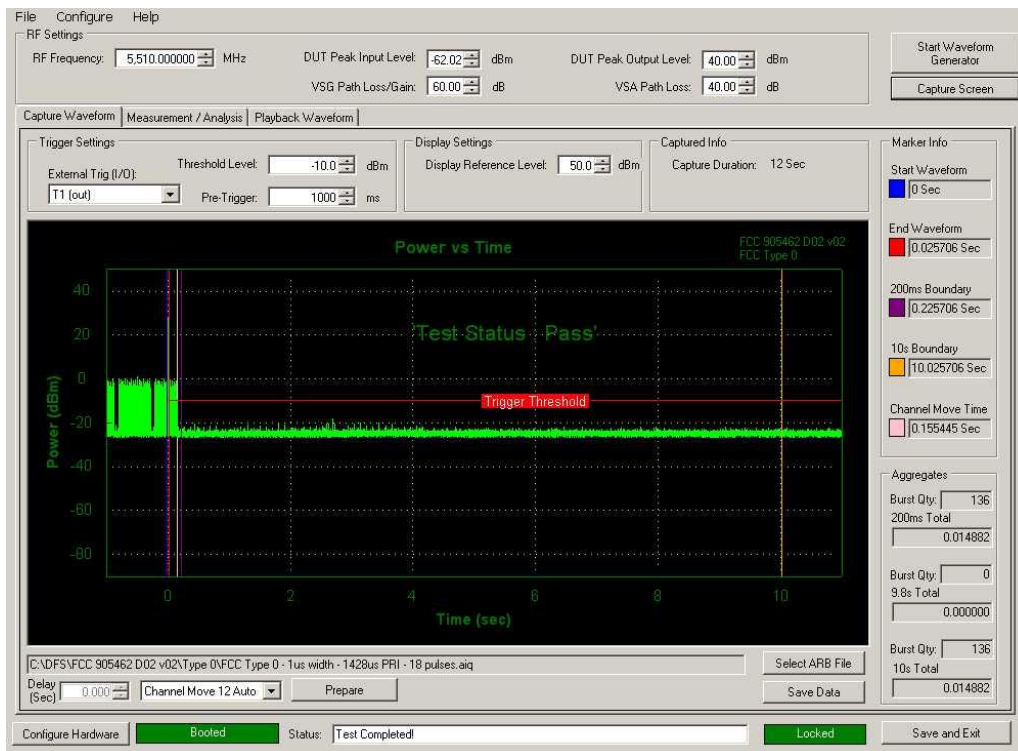 File Configure Help
RF Settings
RF Frequency: 5,510.000000 MHz
DUT Peak Input Level: -62.02 dBm
DUT Peak Output Level: 40.00 dBm
VSG Path Loss/Gain: 60.00 dB
VSA Path Loss: 40.00 dB
Start Waveform Generator
Capture Screen
Capture Waveform Measurement / Analysis Playback Waveform
Trigger Settings
External Trig (I/O):
T1 (out)
Threshold Level: -10.0 dBm
Pre-Trigger: 1000 ms
Display Settings
Display Reference Level: 50.0 dBm
Captured Info
Capture Duration: 12 Sec
Marker Info
Start Waveform
0 Sec
End Waveform
0.025706 Sec
200ms Boundary
0.225706 Sec
10s Boundary
10.025706 Sec
Channel Move Time
0.155445 Sec
Power vs Time
FCC 905462 D02 v02
FCC Type 0
'Test Status : Pass'
Trigger Threshold
Power (dBm)
40
20
0
-20
-40
-60
-80
0 2 4 6 8 10
Time (sec)
Aggregates
Burst Qty: 136
200ms Total
0.014882
Burst Qty: 0
9.8s Total
0.000000
Burst Qty: 136
10s Total
0.014882
C:\DFS\FCC 905462 D02 v02\Type 0\FCC Type 0 - 1us width - 1428us PRI - 18 pulses.aiq
Select ARB File
Delay (Sec) 0.000 Channel Move 12 Auto Prepare
Save Data
Configure Hardware Booted Status: Test Completed! Locked Save and Exit